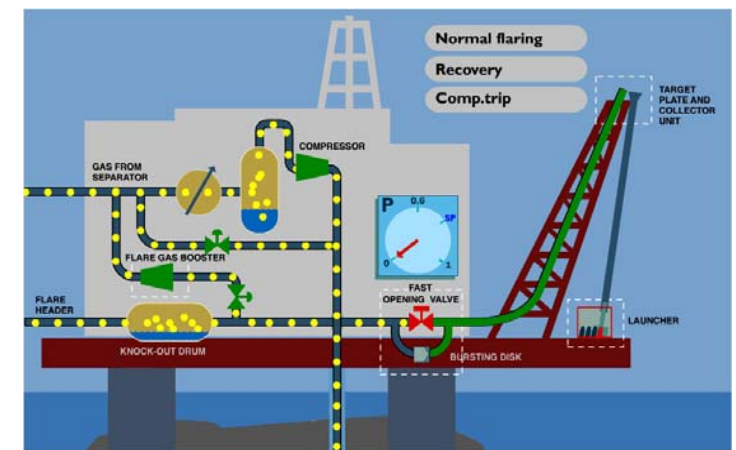 Normal flaring
Recovery
Comp.trip
TARGET
PLATE AND
COLLECTOR
UNIT
COMPRESSOR
GAS FROM
SEPARATOR
P
0.5
SP
0
1
FLARE GAS BOOSTER
FAST
OPENING VALVE
FLARE
HEADER
LAUNCHER
KNOCK-OUT DRUM
BURSTING DISK